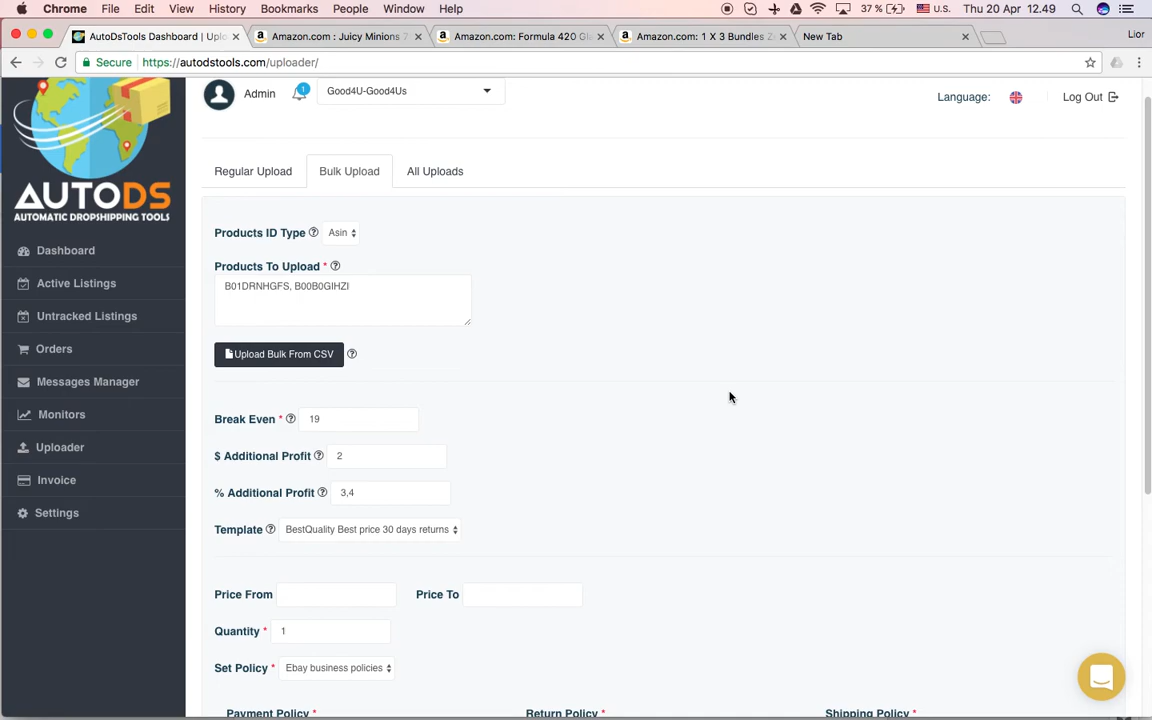 Chrome File Edit View History Bookmarks People Window Help 37 % U.S. Thu 20 Apr 12.49
AutoDsTools Dashboard | Uplo Amazon.com : Juicy Minions 7 Amazon.com: Formula 420 Gla Amazon.com: 1 X 3 Bundles Z New Tab Lior
Secure https://autodstools.com/uploader/
Admin 1 Good4U-Good4Us Language: Log Out
AUTODS
AUTOMATIC DROPSHIPPING TOOLS
Dashboard
Active Listings
Untracked Listings
Orders
Messages Manager
Monitors
Uploader
Invoice
Settings
Regular Upload Bulk Upload All Uploads
Products ID Type ? Asin
Products To Upload * ?
B01DRNHGFS, B00B0GIHZI
Upload Bulk From CSV ?
Break Even * ? 19
$ Additional Profit ? 2
% Additional Profit ? 3,4
Template ? BestQuality Best price 30 days returns
Price From Price To
Quantity * 1
Set Policy * Ebay business policies
Payment Policy * Return Policy * Shipping Policy *